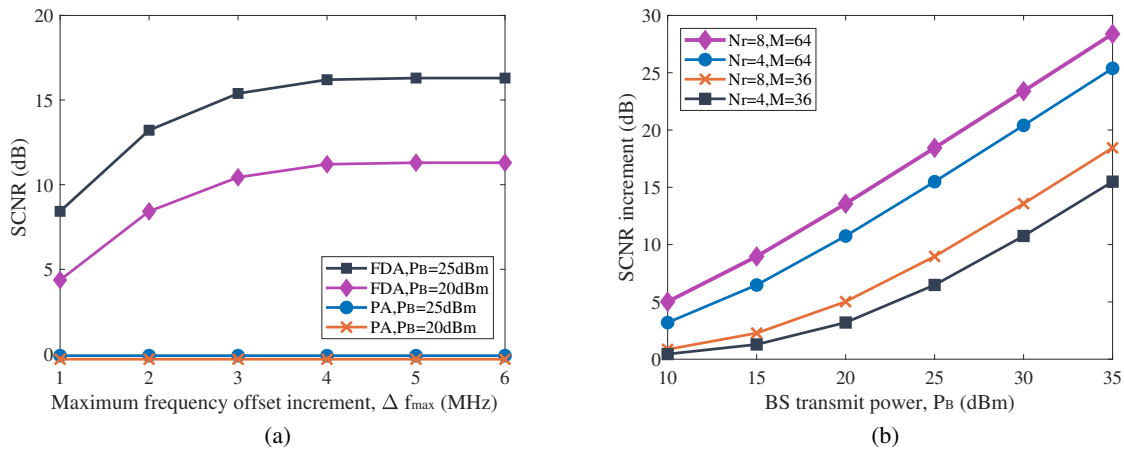 20
15
10
5
0
SCNR (dB)
FDA,PB=25dBm
FDA,PB=20dBm
PA,PB=25dBm
PA,PB=20dBm
1 2 3 4 5 6
Maximum frequency offset increment, Δ fmax (MHz)
(a)
30
25
20
15
10
5
0
SCNR increment (dB)
Nr=8,M=64
Nr=4,M=64
Nr=8,M=36
Nr=4,M=36
10 15 20 25 30 35
BS transmit power, PB (dBm)
(b)